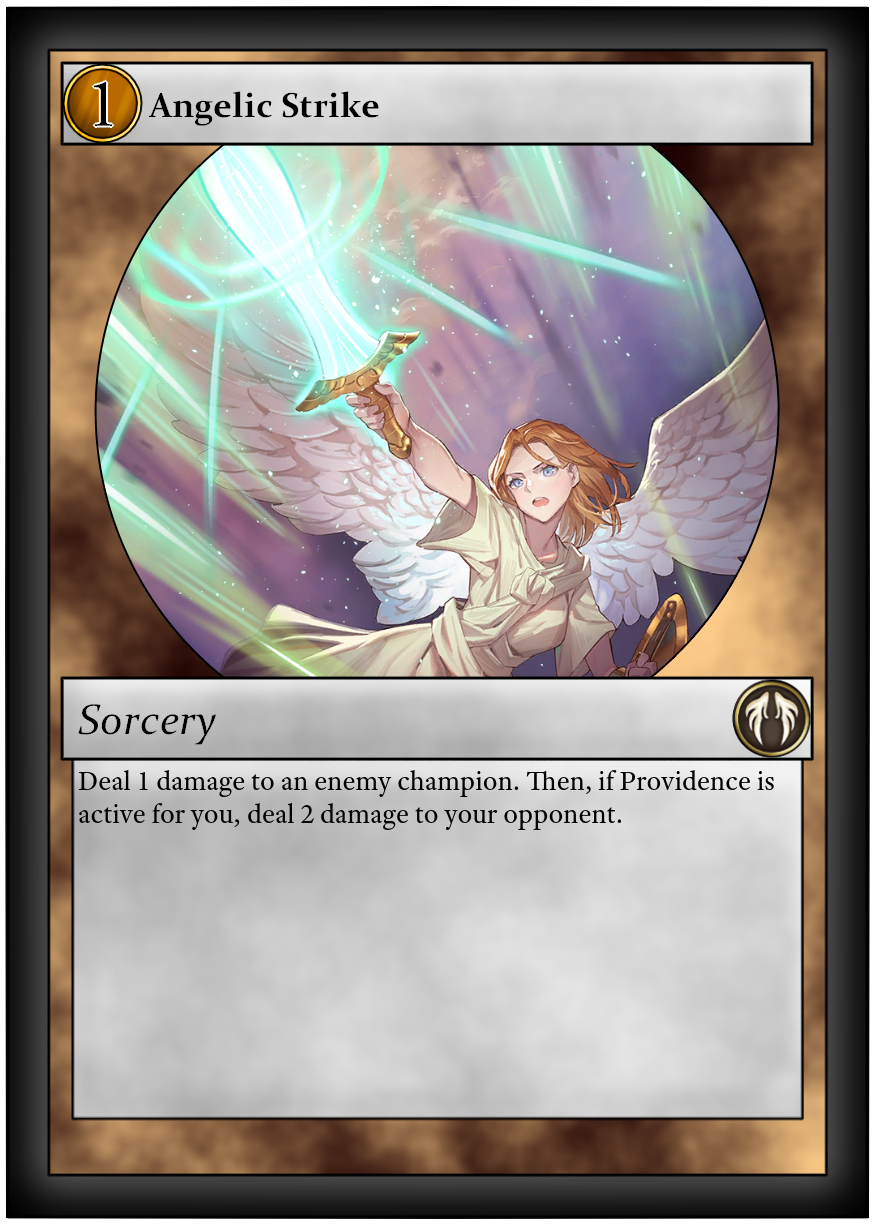 1 Angelic Strike
Sorcery
Deal 1 damage to an enemy champion. Then, if Providence is
active for you, deal 2 damage to your opponent.